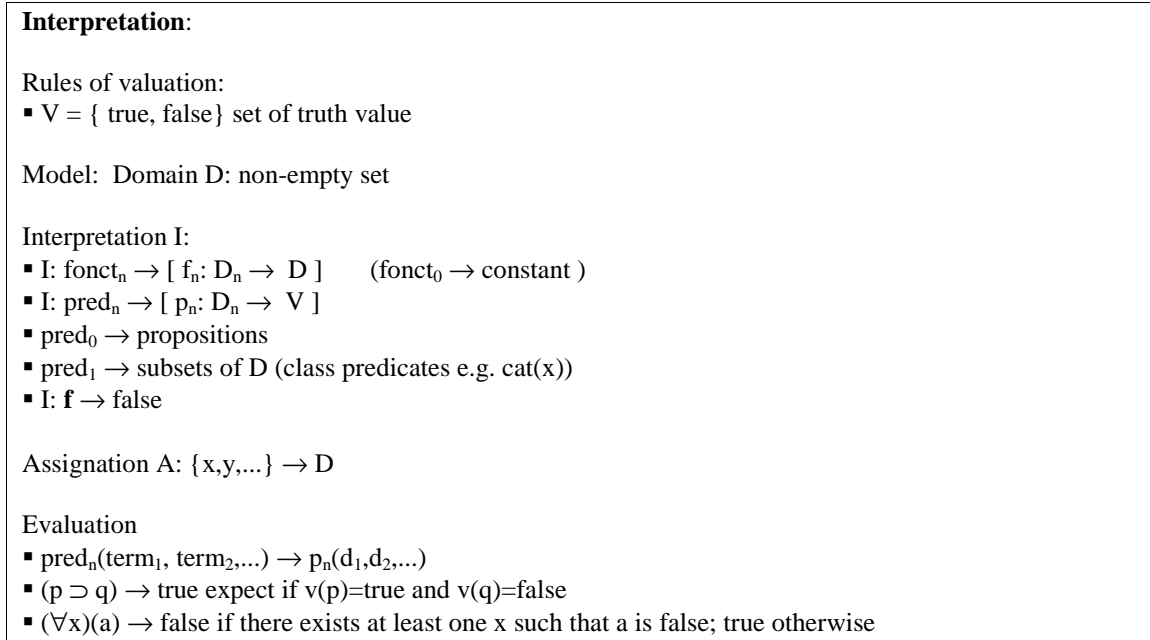 Interpretation:
Rules of valuation:
▪ V = { true, false} set of truth value
Model:  Domain D: non-empty set
Interpretation I:
▪ I: fonctₙ → [ fₙ: Dₙ → D ]      (fonct₀ → constant )
▪ I: predₙ → [ pₙ: Dₙ → V ]
▪ pred₀ → propositions
▪ pred₁ → subsets of D (class predicates e.g. cat(x))
▪ I: f → false
Assignation A: {x,y,...} → D
Evaluation
▪ predₙ(term₁, term₂,...) → pₙ(d₁,d₂,...)
▪ (p ⊃ q) → true expect if v(p)=true and v(q)=false
▪ (∀x)(a) → false if there exists at least one x such that a is false; true otherwise